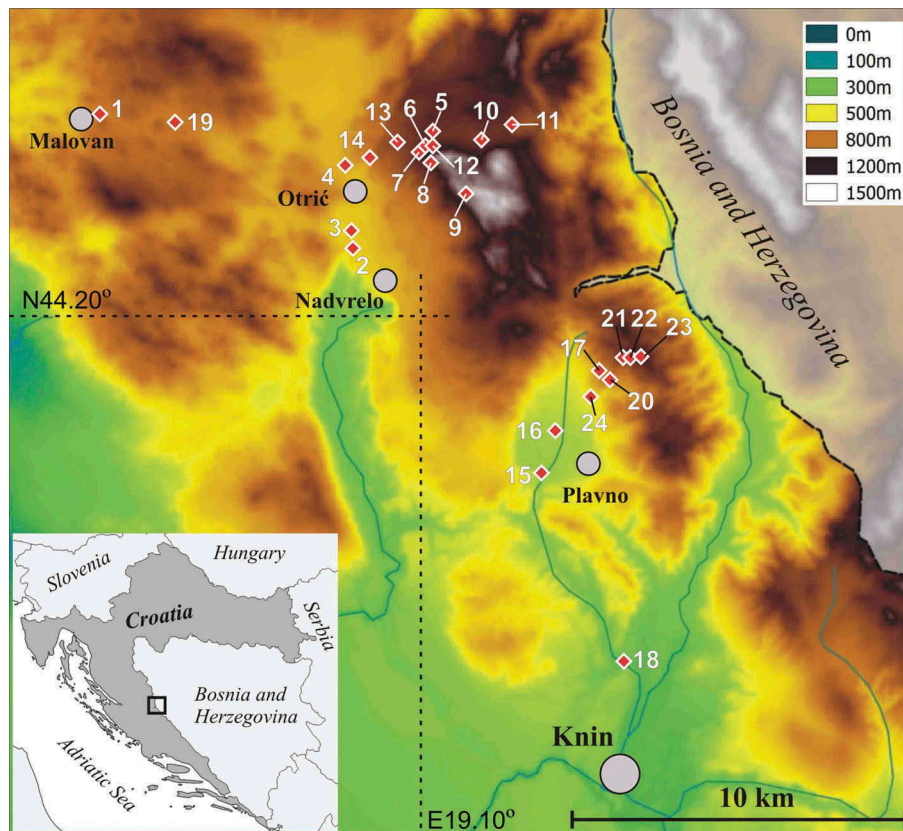 0m
100m
300m
500m
800m
1200m
1500m
Bosnia and Herzegovina
1
Malovan
19
13
6
5
10
11
14
4
7
8
12
Otrić
9
3
2
Nadvrelo
N44.20°
21
22
23
17
20
24
16
15
Plavno
18
Knin
10 km
E19.10°
Hungary
Slovenia
Croatia
Serbia
Bosnia and
Herzegovina
Adriatic Sea